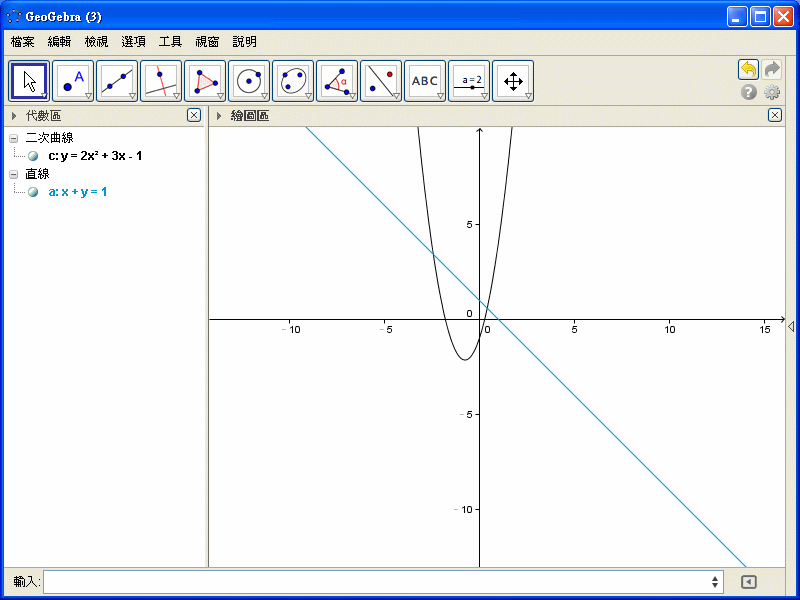 GeoGebra (3)
檔案 編輯 檢視 選項 工具 視窗 說明
A α ABC a=2
?
代數區
繪圖區
二次曲線
c: y = 2x² + 3x - 1
直線
a: x + y = 1
5
0
-10 -5 0 5 10 15
-5
-10
輸入: